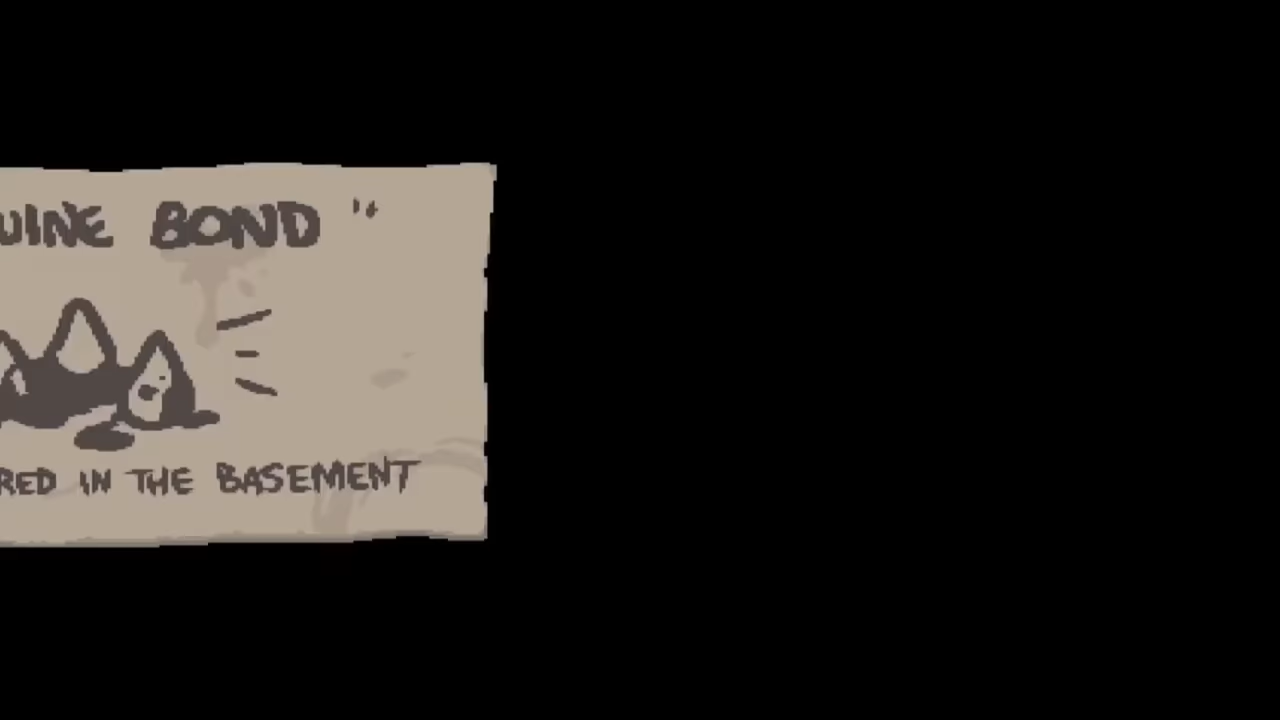 UINE BOND "
RED IN THE BASEMENT